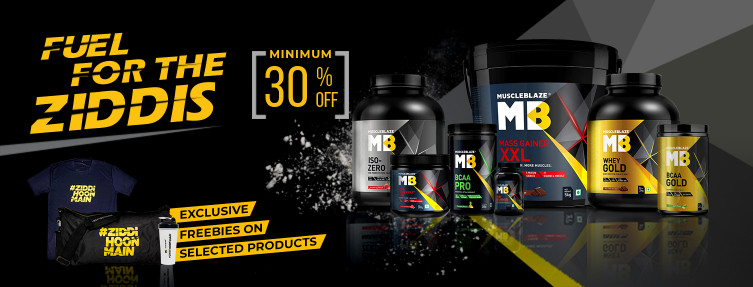 FUEL
FOR THE
ZIDDIS
MINIMUM
30 % OFF
#ZIDDI
HOON
MAIN
#ZIDDI
HOON
MAIN
EXCLUSIVE
FREEBIES ON
SELECTED PRODUCTS
MUSCLEBLAZE
MB
ISO-
ZERO
MB
MUSCLEBLAZE
MB
BCAA
PRO
MB
MUSCLEBLAZE
MB
MASS GAINER
XXL
MUSCLEBLAZE
MB
WHEY
GOLD
MUSCLEBLAZE
MB
BCAA
GOLD